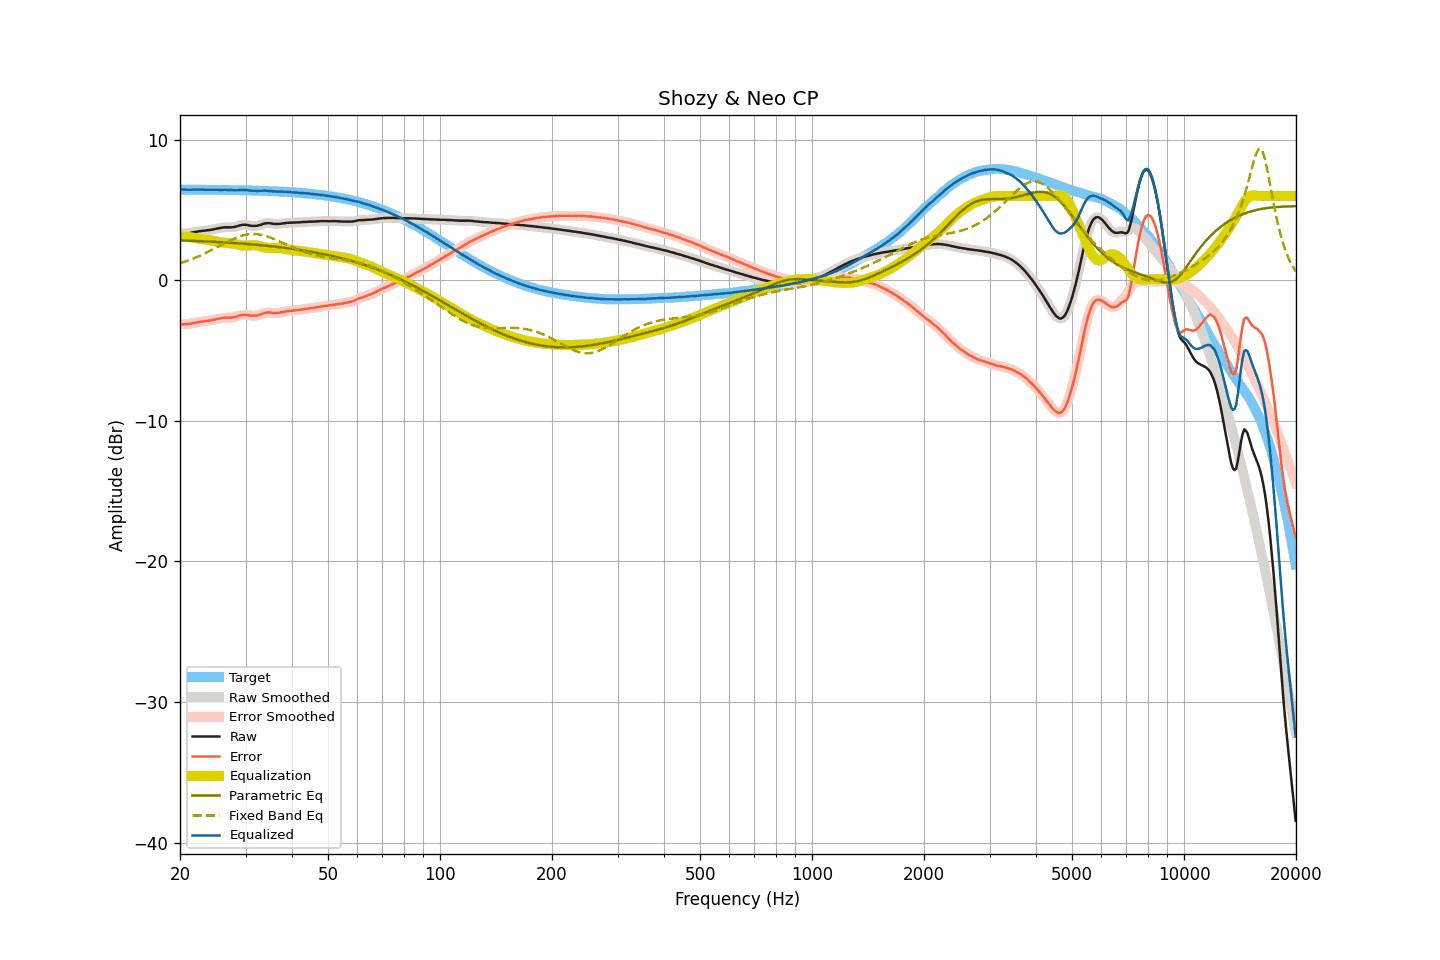 Shozy & Neo CP
10
0
−10
−20
−30
−40
Amplitude (dBr)
Target
Raw Smoothed
Error Smoothed
Raw
Error
Equalization
Parametric Eq
Fixed Band Eq
Equalized
20 50 100 200 500 1000 2000 5000 10000 20000
Frequency (Hz)